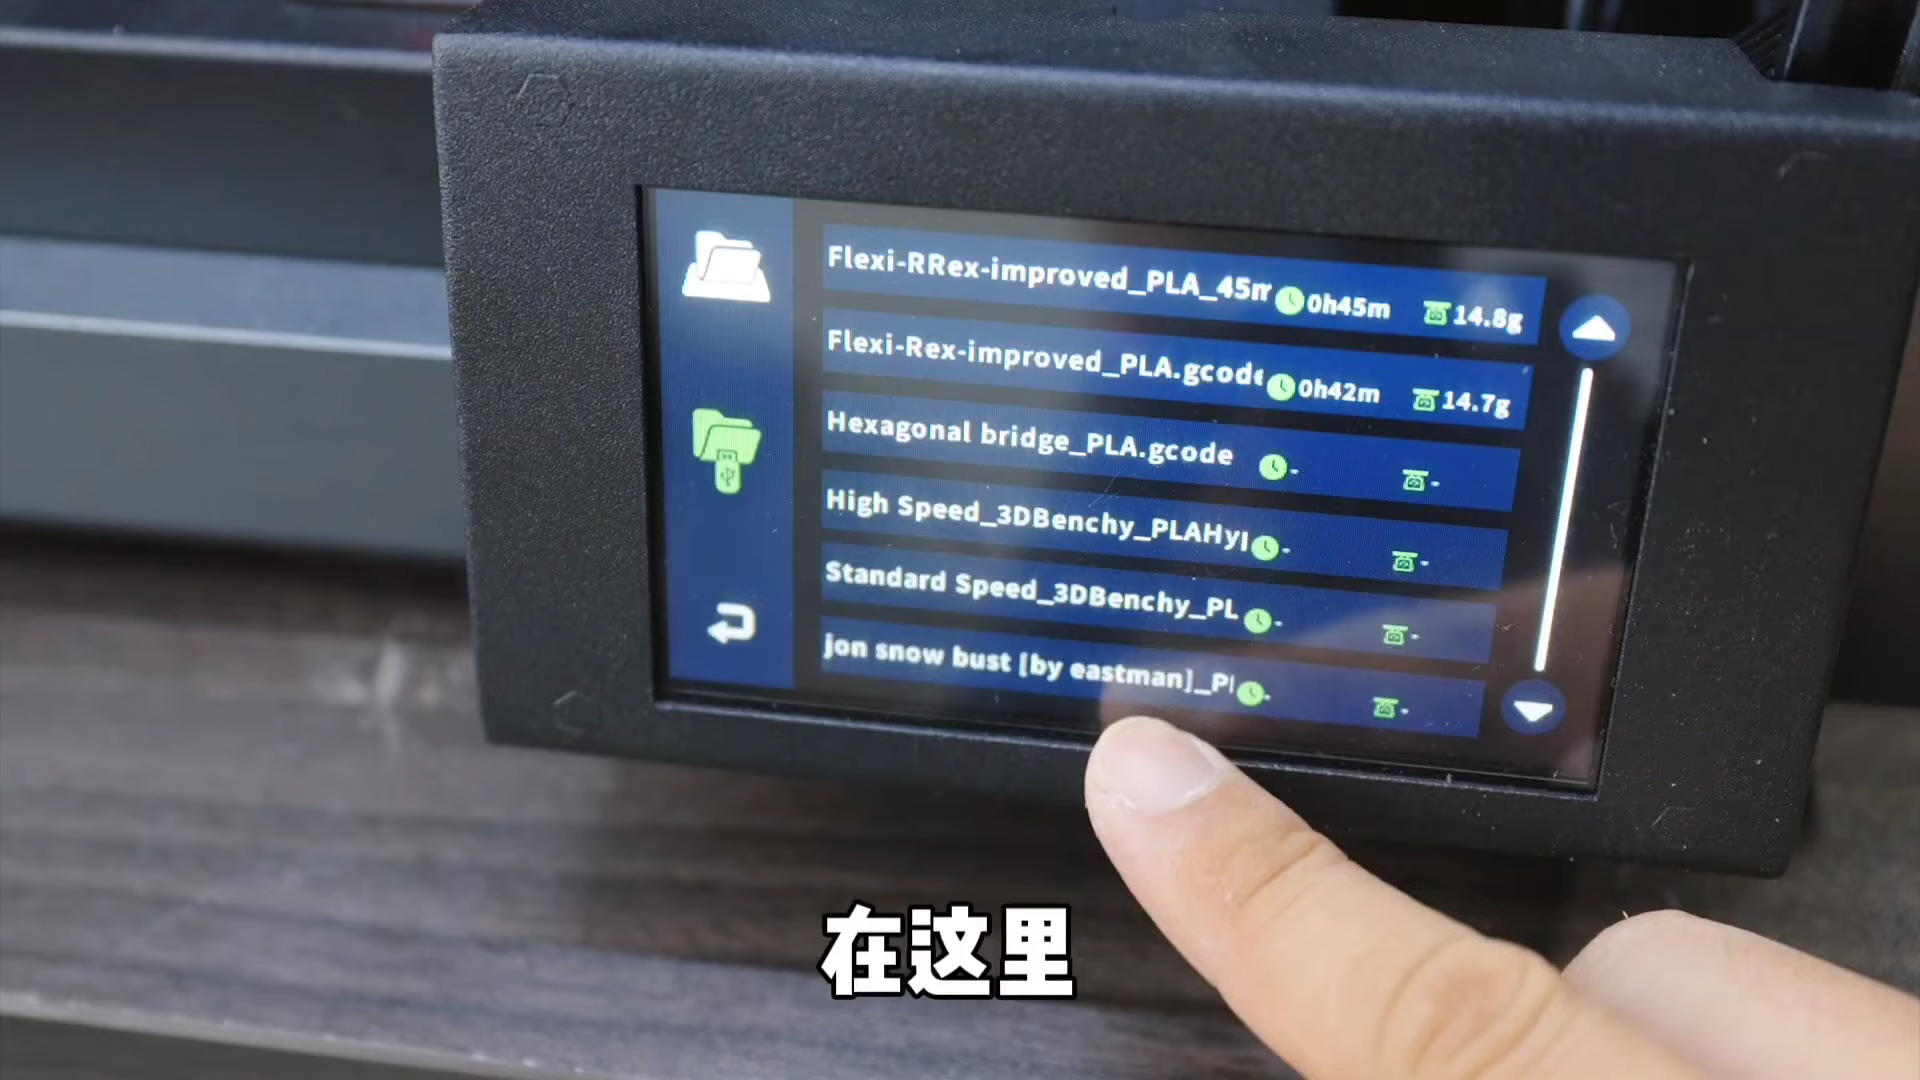 Flexi-RRex-improved_PLA_45m 0h45m 14.8g
Flexi-Rex-improved_PLA.gcode 0h42m 14.7g
Hexagonal bridge_PLA.gcode - -
High Speed_3DBenchy_PLAHyp - -
Standard Speed_3DBenchy_PL - -
jon snow bust [by eastman]_Pl - -
在这里